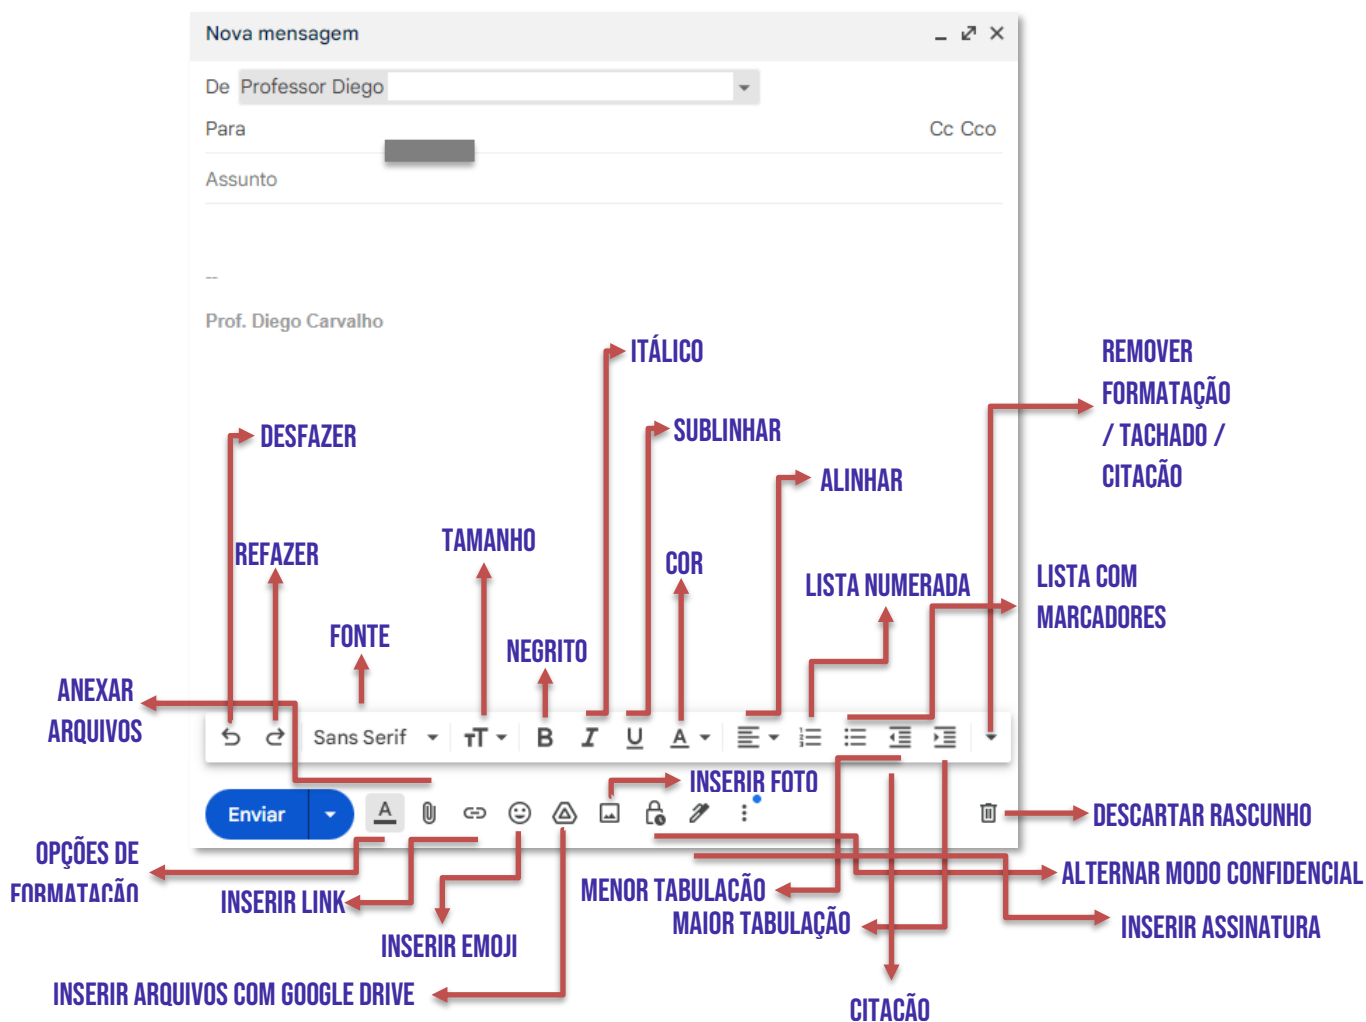 Nova mensagem
De Professor Diego
Para
Cc Cco
Assunto
--
Prof. Diego Carvalho
ITÁLICO
REMOVER
FORMATAÇÃO
/ TACHADO /
CITAÇÃO
DESFAZER
SUBLINHAR
ALINHAR
REFAZER
TAMANHO
COR
LISTA NUMERADA
LISTA COM
MARCADORES
FONTE
NEGRITO
ANEXAR
ARQUIVOS
Sans Serif
INSERIR FOTO
Enviar
DESCARTAR RASCUNHO
OPÇÕES DE
FORMATAÇÃO
INSERIR LINK
MENOR TABULAÇÃO
ALTERNAR MODO CONFIDENCIAL
MAIOR TABULAÇÃO
INSERIR ASSINATURA
INSERIR EMOJI
INSERIR ARQUIVOS COM GOOGLE DRIVE
CITAÇÃO